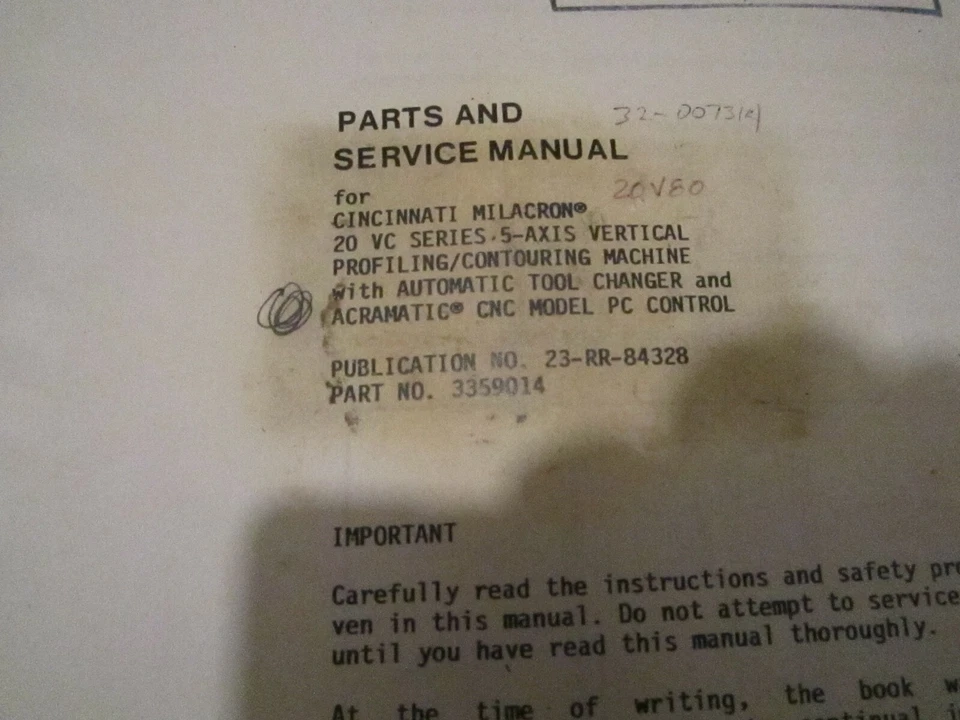 PARTS AND
SERVICE MANUAL
for 20V80
CINCINNATI MILACRON®
20 VC SERIES 5-AXIS VERTICAL
PROFILING/CONTOURING MACHINE
with AUTOMATIC TOOL CHANGER and
ACRAMATIC® CNC MODEL PC CONTROL
PUBLICATION NO. 23-RR-84328
PART NO. 3359014
IMPORTANT
Carefully read the instructions and safety pre
ven in this manual. Do not attempt to service
until you have read this manual thoroughly.
At the time of writing, the book w